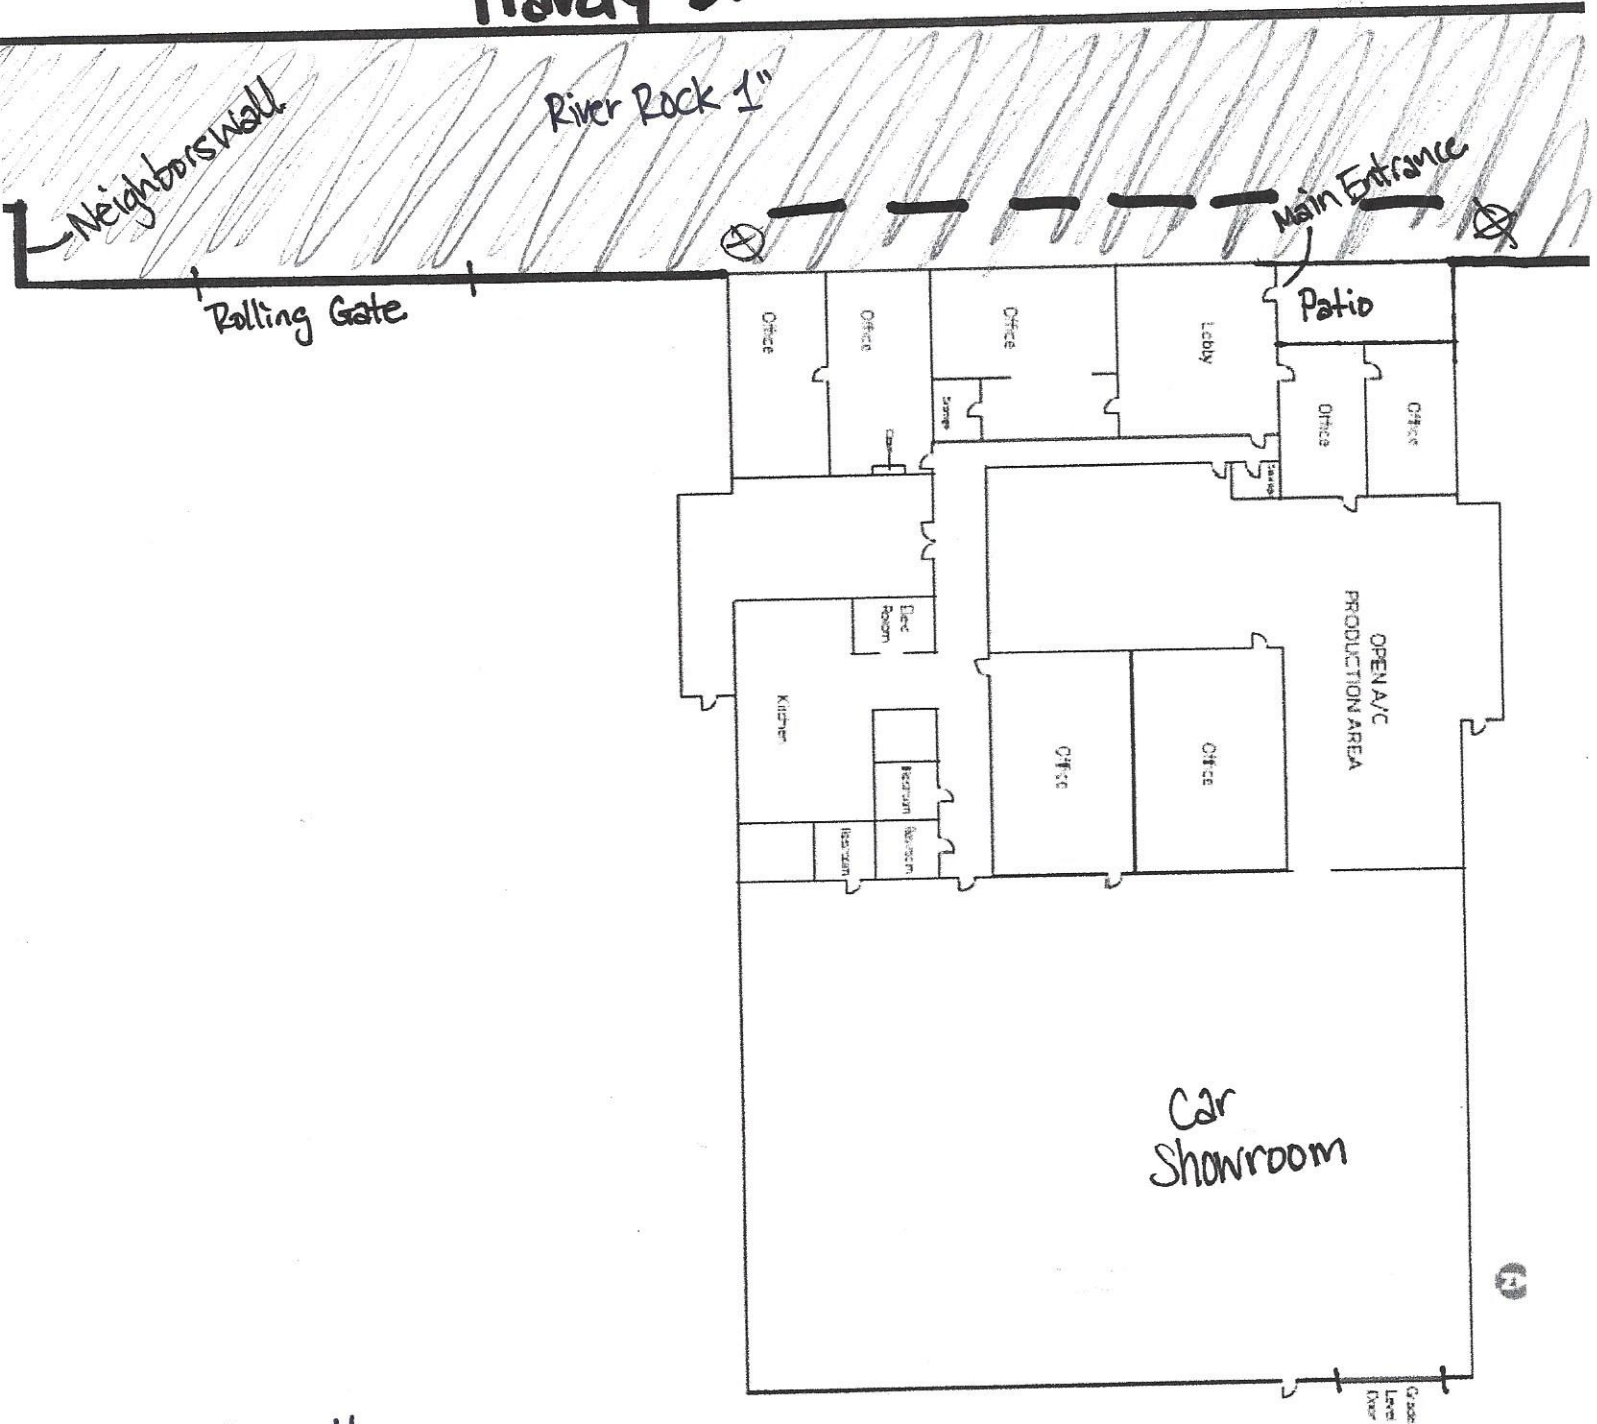 River Rock 1"
Neighbors Wall
Main Entrance
Rolling Gate
Patio
Office
Office
Office
Lobby
Office
Office
Storage
Elec
Room
Kitchen
OPEN A/C
PRODUCTION AREA
Office
Office
Restroom
Restroom
Restroom
Car
Showroom
Grade
Level
Door